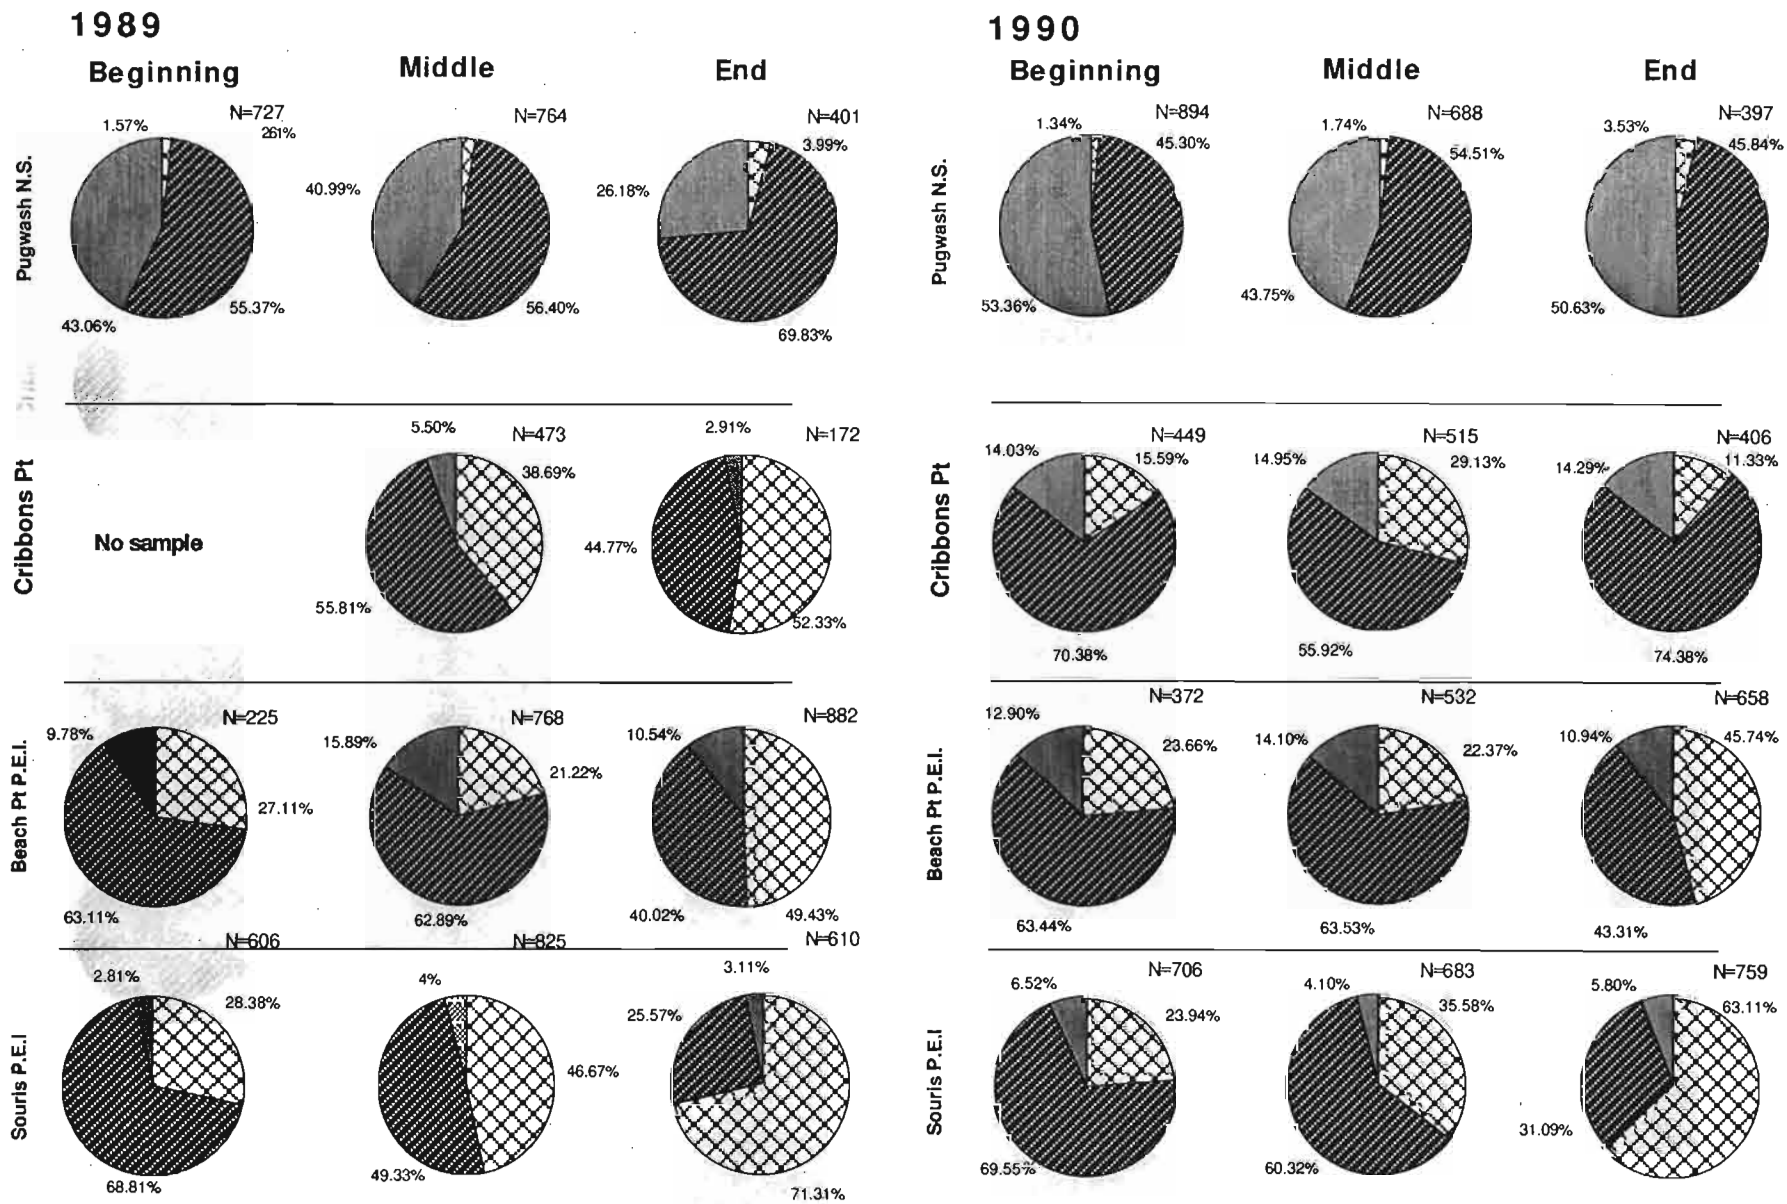 1989
Beginning
Middle
End
1990
Beginning
Middle
End
Pugwash N.S.
N=727
1.57%
261%
43.06%
55.37%
N=764
40.99%
56.40%
N=401
3.99%
26.18%
69.83%
Pugwash N.S.
N=894
1.34%
45.30%
53.36%
N=688
1.74%
54.51%
43.75%
N=397
3.53%
45.84%
50.63%
Cribbons Pt
No sample
5.50%
N=473
38.69%
55.81%
2.91%
N=172
44.77%
52.33%
Cribbons Pt
N=449
14.03%
15.59%
70.38%
N=515
14.95%
29.13%
55.92%
N=406
14.29%
11.33%
74.38%
Beach Pt P.E.I.
N=225
9.78%
27.11%
63.11%
N=768
15.89%
21.22%
62.89%
N=882
10.54%
40.02%
49.43%
Beach Pt P.E.I.
N=372
12.90%
23.66%
63.44%
N=532
14.10%
22.37%
63.53%
N=658
10.94%
45.74%
43.31%
Souris P.E.I
N=606
2.81%
28.38%
68.81%
N=825
4%
46.67%
49.33%
N=610
3.11%
25.57%
71.31%
Souris P.E.I
N=706
6.52%
23.94%
69.55%
N=683
4.10%
35.58%
60.32%
N=759
5.80%
63.11%
31.09%